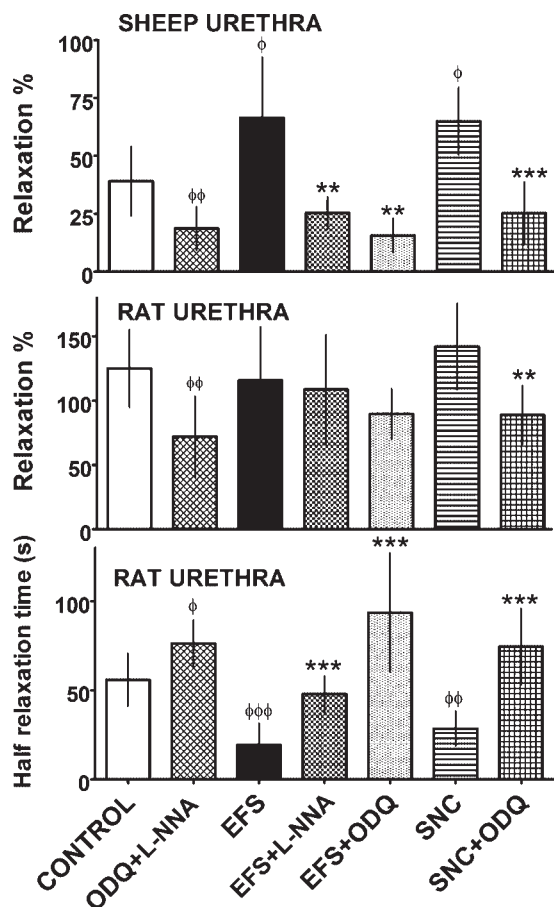 SHEEP URETHRA
Relaxation %
100
75
50
25
0
ϕ
ϕϕ
ϕ
**
**
ϕ
***
RAT URETHRA
Relaxation %
150
100
50
0
ϕϕ
**
RAT URETHRA
Half relaxation time (s)
100
50
0
ϕ
ϕϕϕ
***
***
ϕϕ
***
CONTROL
ODQ+L-NNA
EFS
EFS+L-NNA
EFS+ODQ
SNC
SNC+ODQ